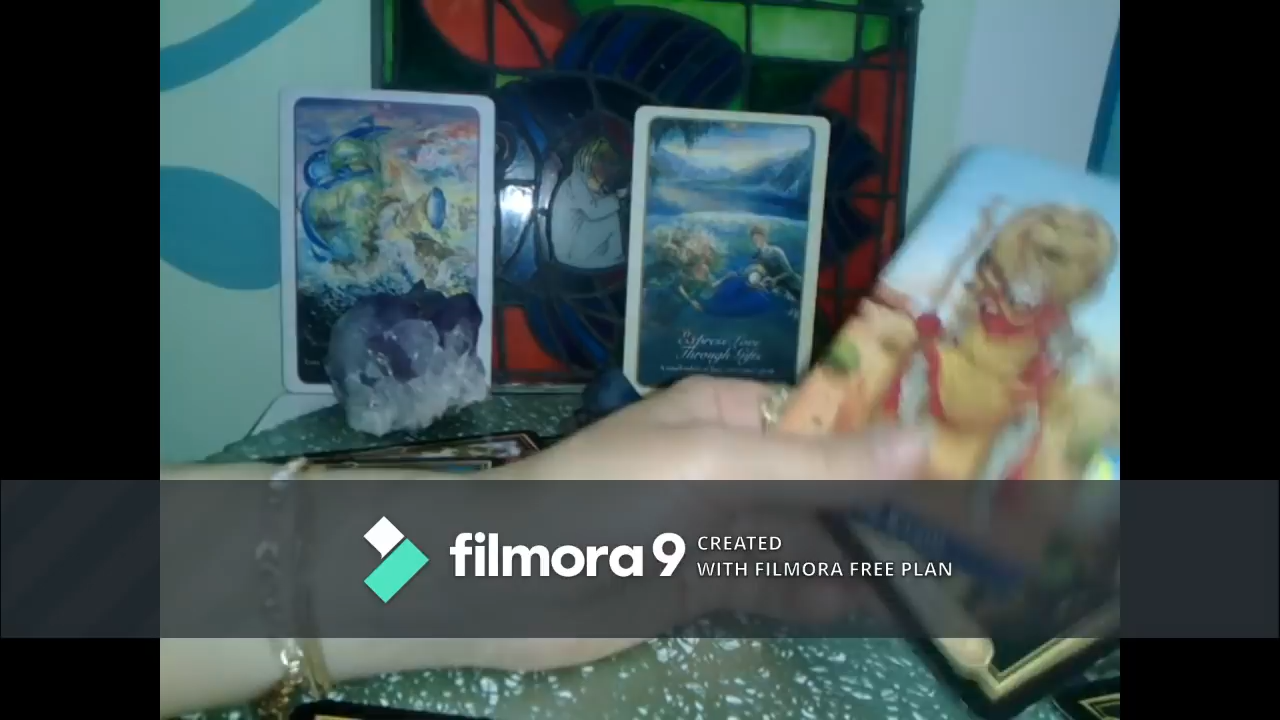 Express Love
Through Gifts
filmora9
CREATED
WITH FILMORA FREE PLAN